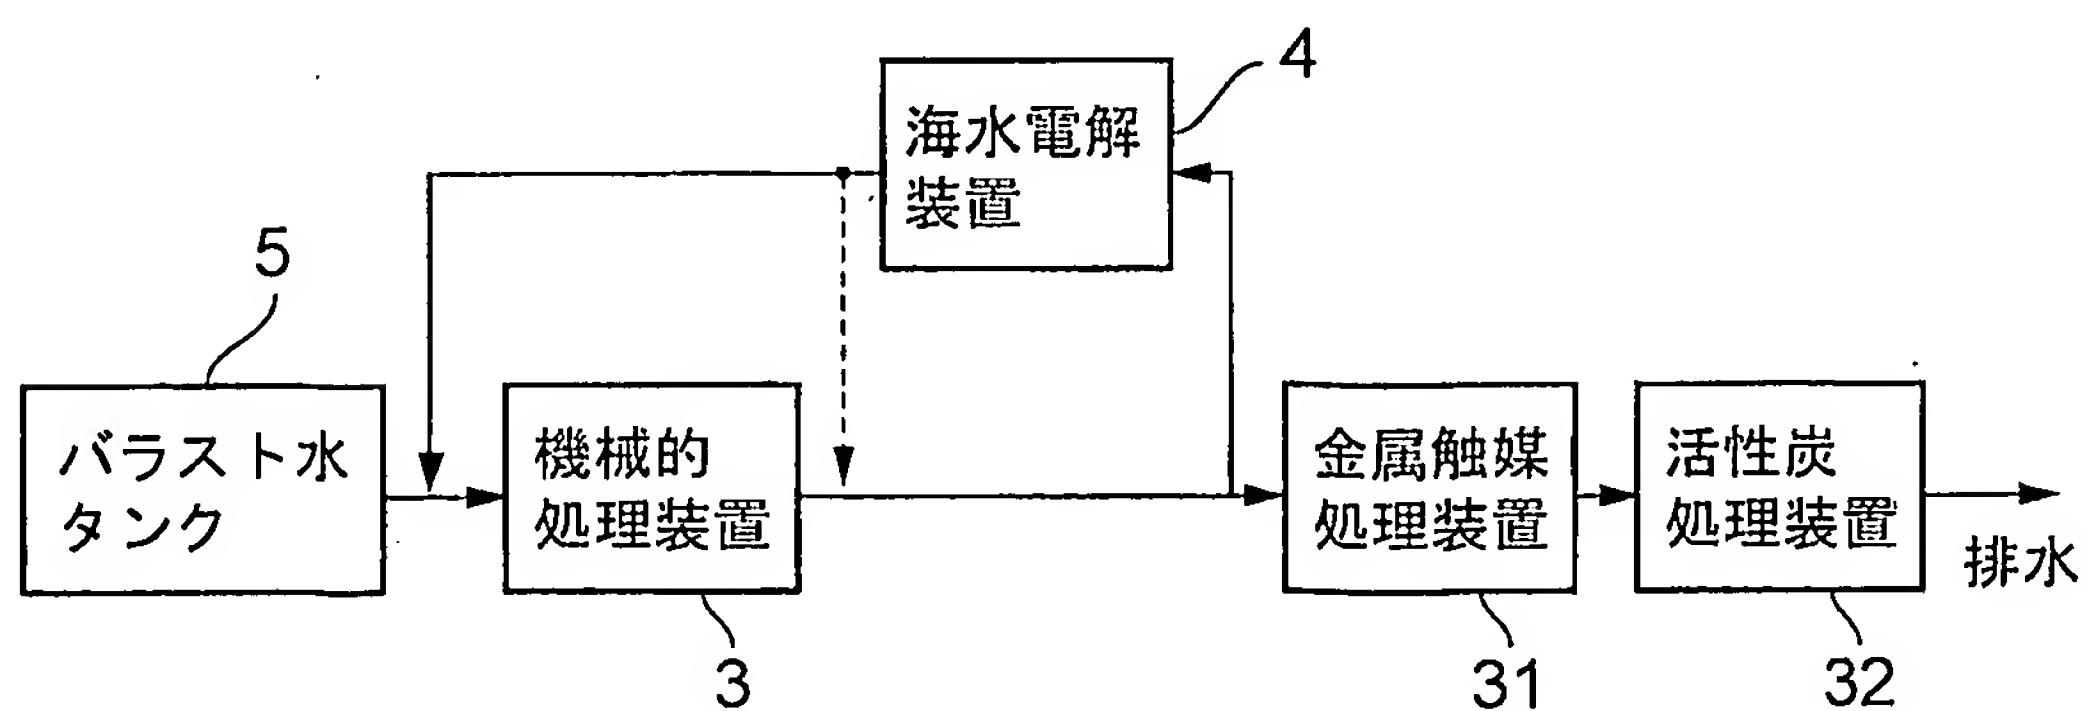 4
海水電解
装置
5
バラスト水
タンク
機械的
処理装置
金属触媒
処理装置
活性炭
処理装置
排水
3
31
32